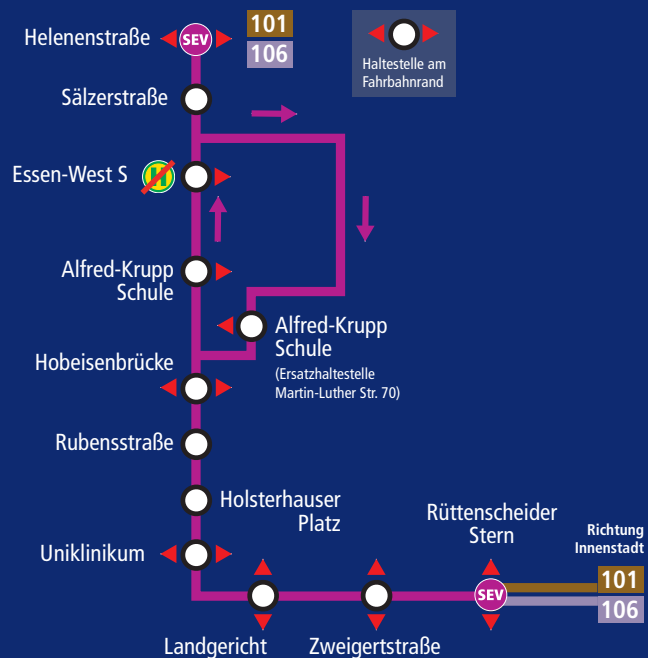 Helenenstraße
SEV
101
106
Haltestelle am
Fahrbahnrand
Sälzerstraße
Essen-West S
H
Alfred-Krupp
Schule
Alfred-Krupp
Schule
(Ersatzhaltestelle
Martin-Luther Str. 70)
Hobeisenbrücke
Rubensstraße
Holsterhauser
Platz
Uniklinikum
Rüttenscheider
Stern
Richtung
Innenstadt
SEV
101
106
Landgericht
Zweigertstraße